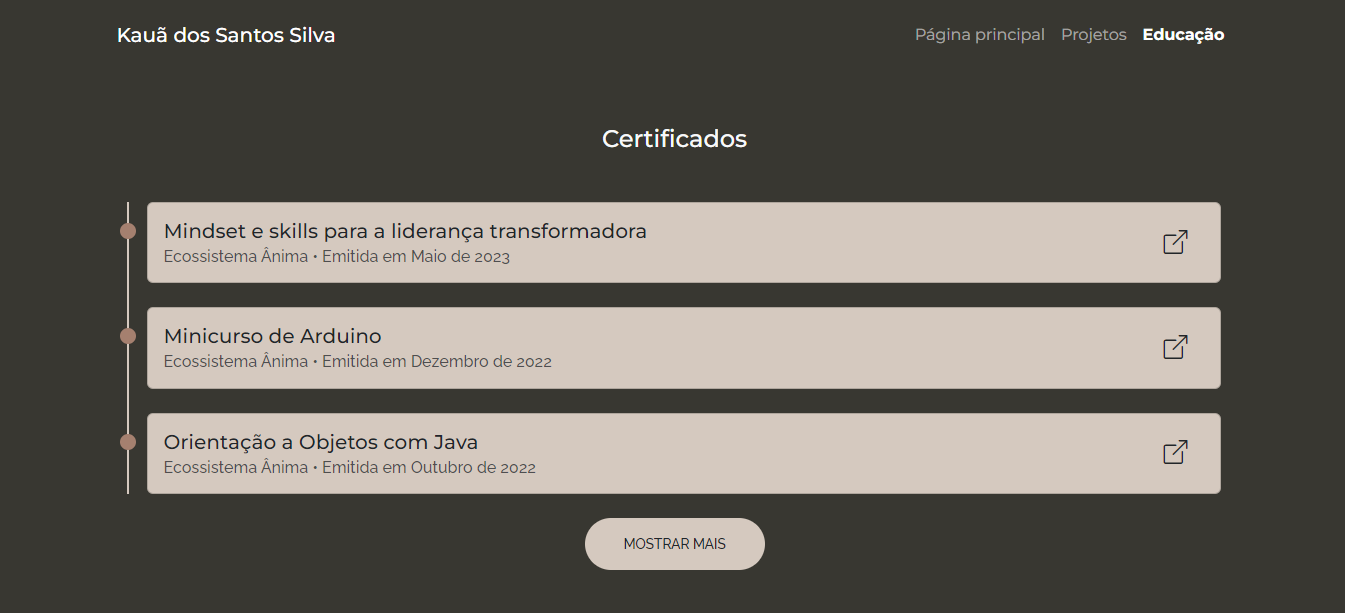 Kauã dos Santos Silva
Página principal Projetos Educação
Certificados
Mindset e skills para a liderança transformadora
Ecossistema Ânima • Emitida em Maio de 2023
Minicurso de Arduino
Ecossistema Ânima • Emitida em Dezembro de 2022
Orientação a Objetos com Java
Ecossistema Ânima • Emitida em Outubro de 2022
MOSTRAR MAIS